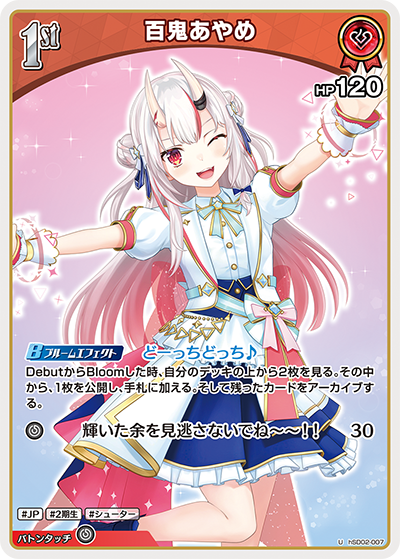 1st
百鬼あやめ
HP120
Bブルームエフェクト どーっちどっち♪
DebutからBloomした時、自分のデッキの上から2枚を見る。その中
から、1枚を公開し、手札に加える。そして残ったカードをアーカイブす
る。
輝いた余を見逃さないでね～～!! 30
#JP #2期生 #シューター
バトンタッチ
U hSD02-007